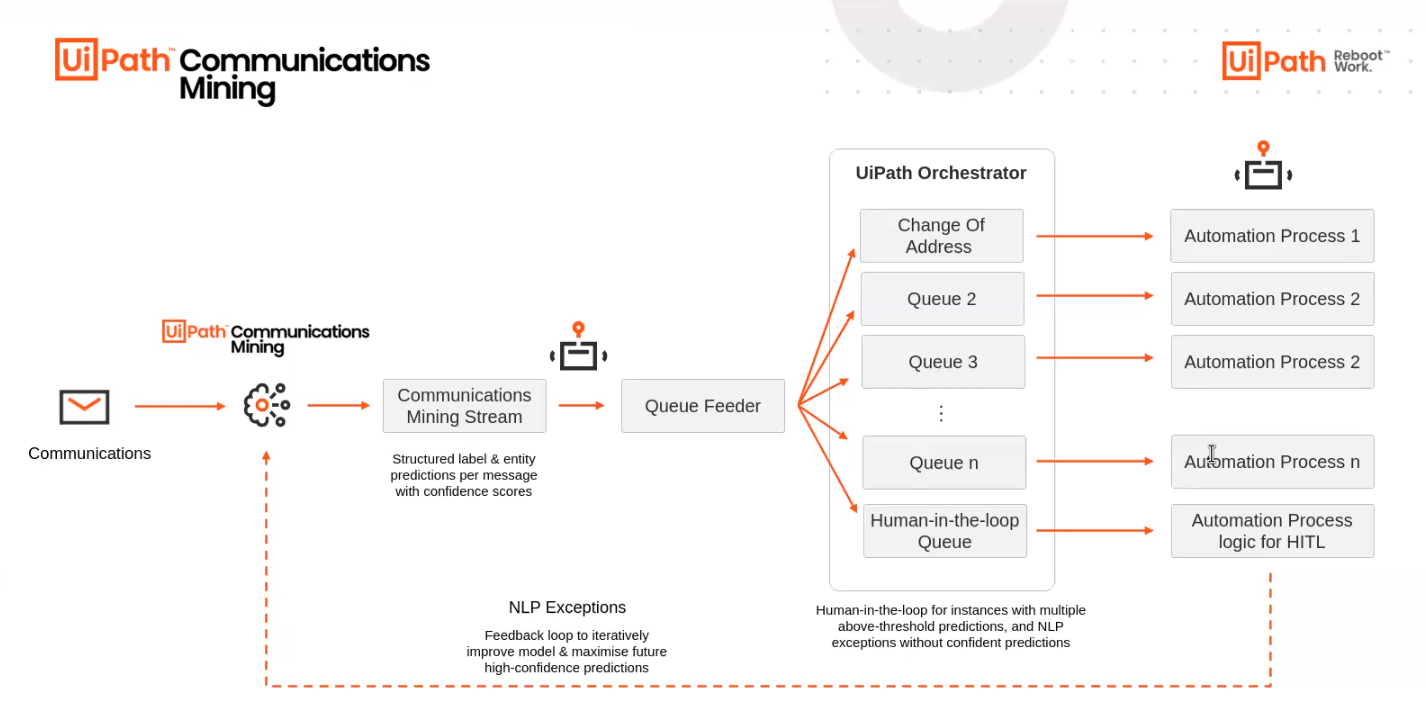 UiPath™ Communications
Mining
UiPath Reboot™
Work.
UiPath Orchestrator
Change Of
Address
Automation Process 1
Queue 2
Automation Process 2
UiPath™ Communications
Mining
Queue 3
Automation Process 2
Communications
Mining Stream
Queue Feeder
⋮
Communications
Structured label & entity
predictions per message
with confidence scores
Queue n
Automation Process n
Human-in-the-loop
Queue
Automation Process
logic for HITL
NLP Exceptions
Feedback loop to iteratively
improve model & maximise future
high-confidence predictions
Human-in-the-loop for instances with multiple
above-threshold predictions, and NLP
exceptions without confident predictions